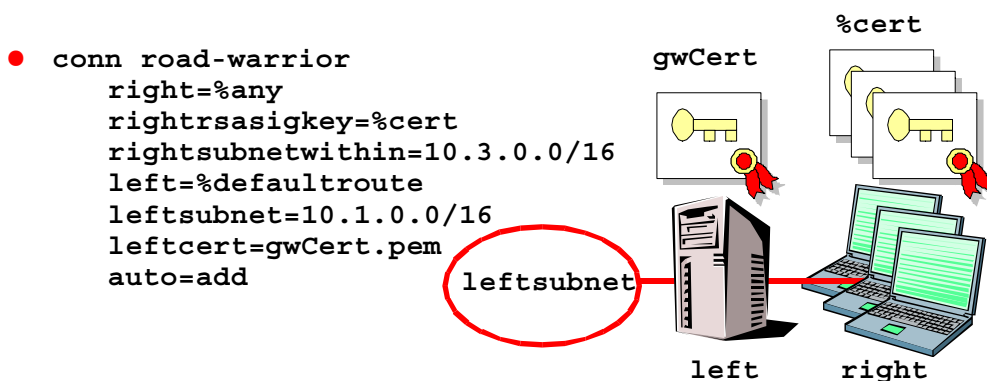 %cert
gwCert
conn road-warrior
right=%any
rightrsasigkey=%cert
rightsubnetwithin=10.3.0.0/16
left=%defaultroute
leftsubnet=10.1.0.0/16
leftcert=gwCert.pem
auto=add
leftsubnet
left
right